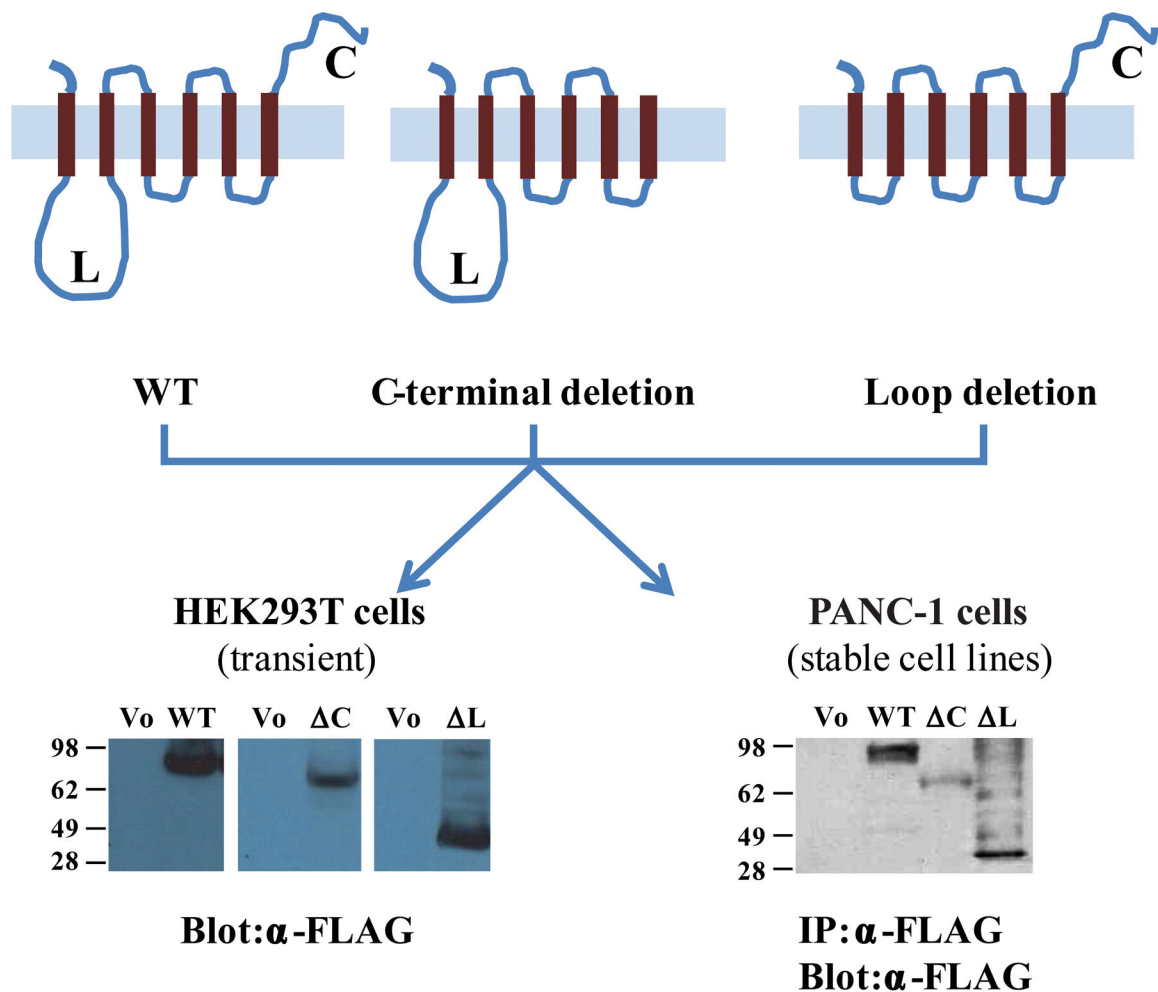 C
C
L
L
WT
C-terminal deletion
Loop deletion
HEK293T cells
(transient)
PANC-1 cells
(stable cell lines)
Vo WT
Vo ΔC
Vo ΔL
Vo WT ΔC ΔL
98
62
49
28
98
62
49
28
Blot:α-FLAG
IP:α-FLAG
Blot:α-FLAG